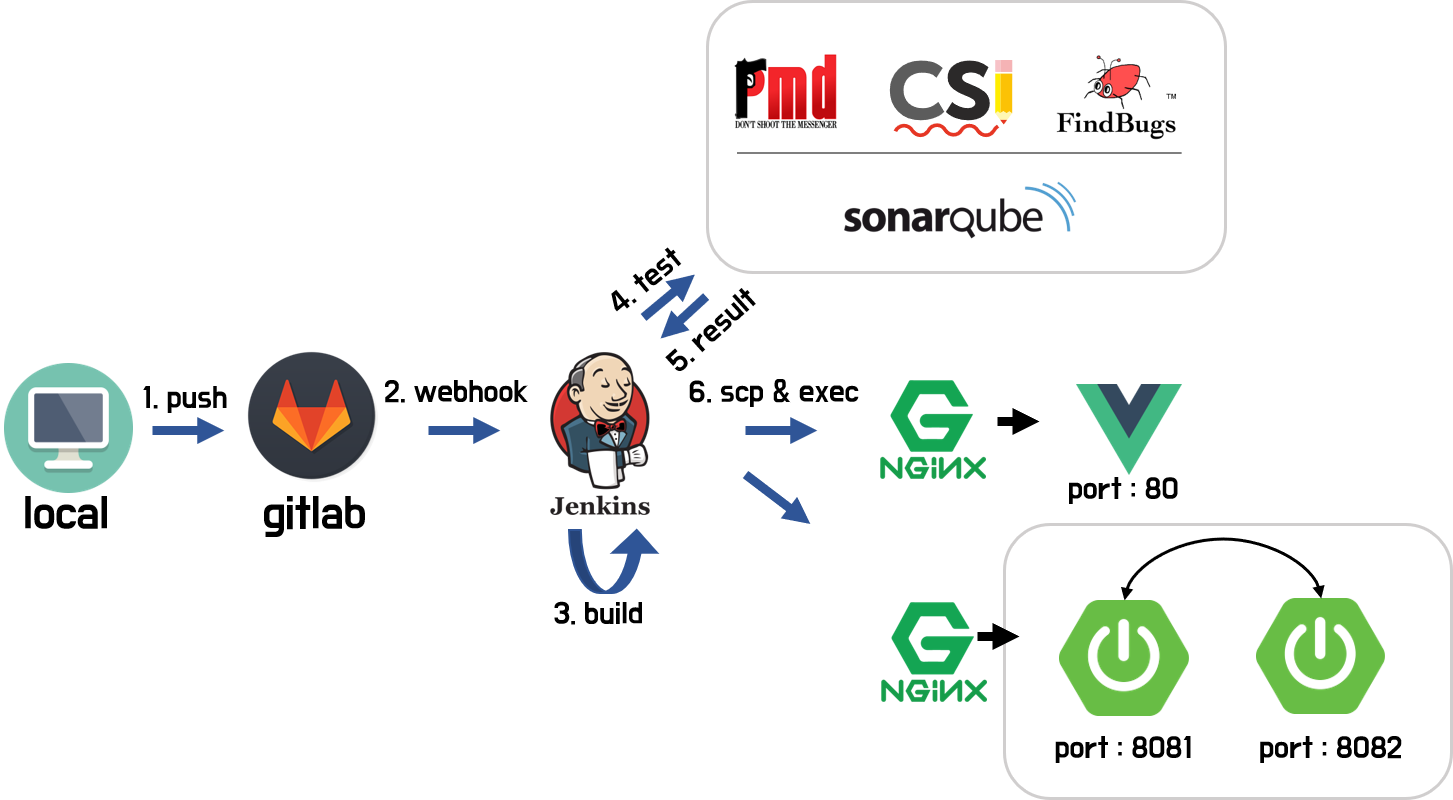 Pmd
DON'T SHOOT THE MESSENGER
CSi
TM
FindBugs
sonarqube
4. test
5. result
1. push
2. webhook
6. scp & exec
NGiNX
port : 80
local
gitlab
Jenkins
3. build
NGiNX
port : 8081
port : 8082